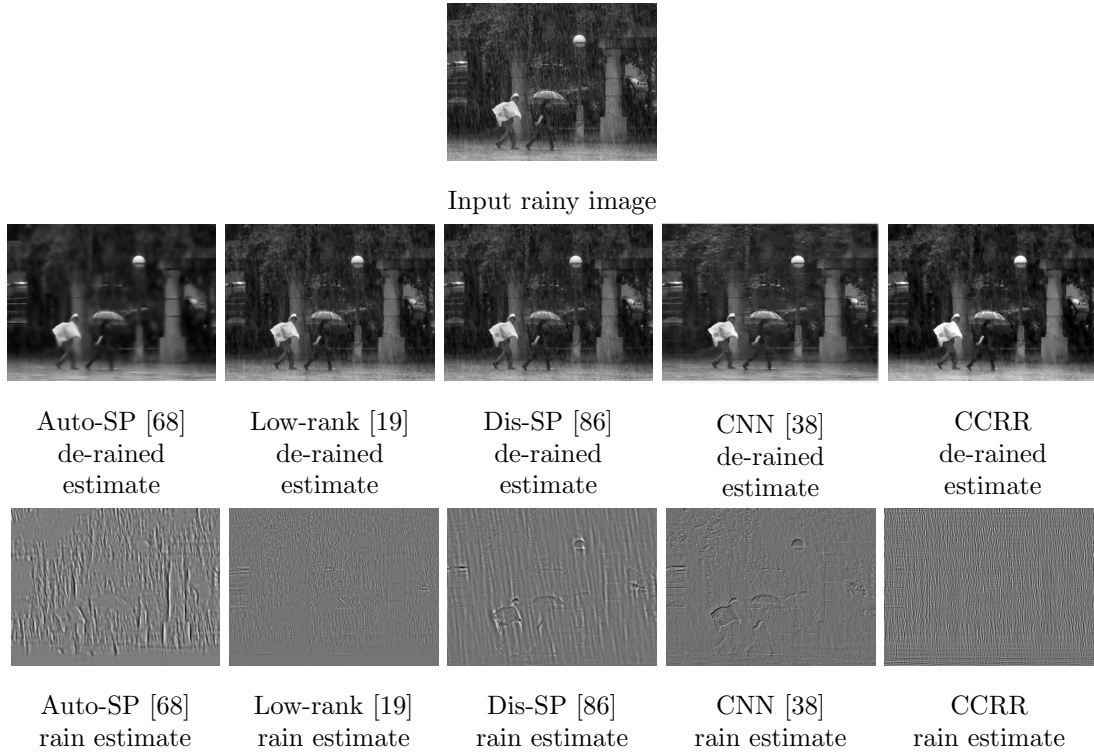 Input rainy image
Auto-SP [68] Low-rank [19] Dis-SP [86] CNN [38] CCRR
de-rained de-rained de-rained de-rained de-rained
estimate estimate estimate estimate estimate
Auto-SP [68] Low-rank [19] Dis-SP [86] CNN [38] CCRR
rain estimate rain estimate rain estimate rain estimate rain estimate